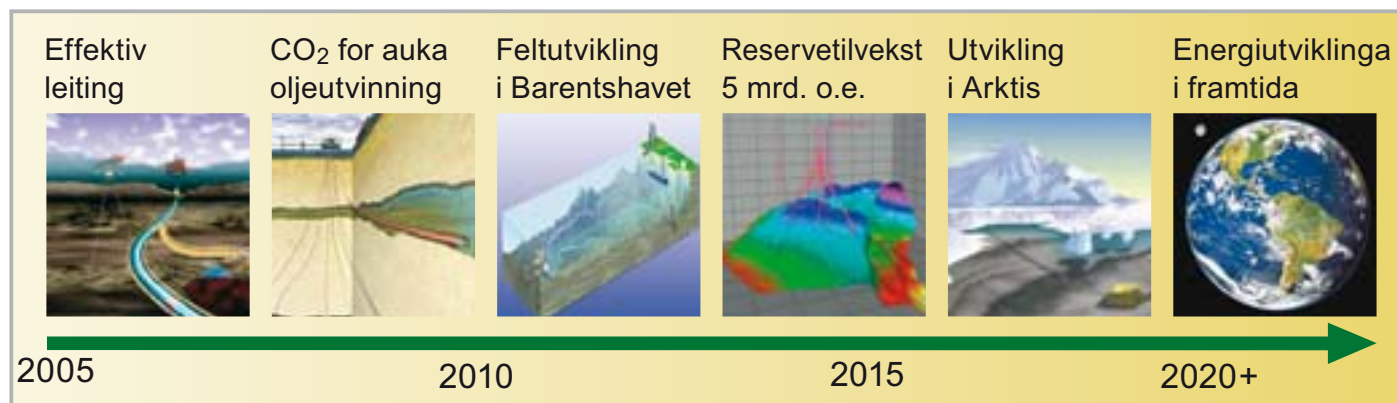 Effektiv
leiting
CO₂ for auka
oljeutvinning
Feltutvikling
i Barentshavet
Reservetilvekst
5 mrd. o.e.
Utvikling
i Arktis
Energiutviklinga
i framtida
2005
2010
2015
2020+